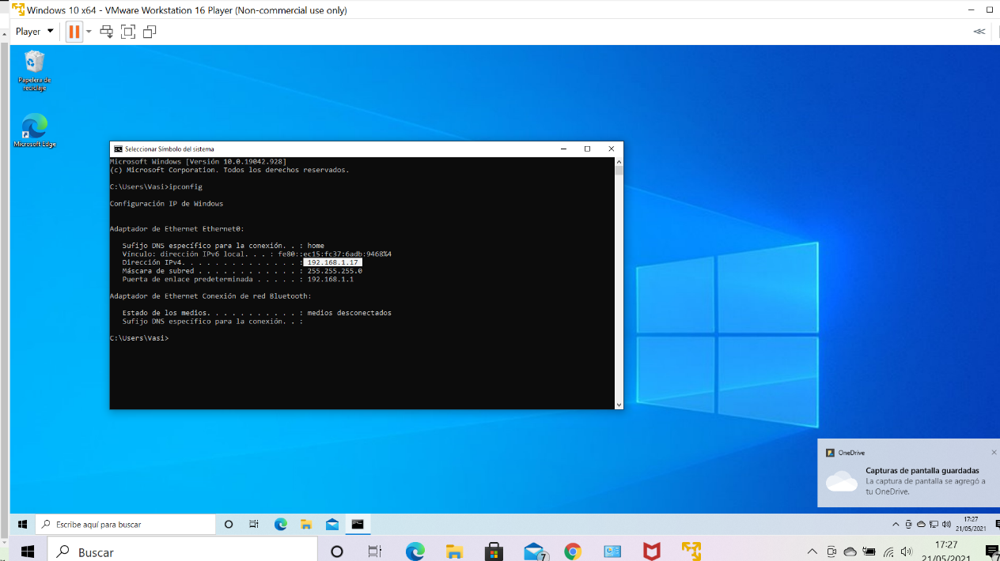 Windows 10 x64 - VMware Workstation 16 Player (Non-commercial use only)
Player
Papelera de
reciclaje
Microsoft Edge
Seleccionar Símbolo del sistema
Microsoft Windows [Versión 10.0.19042.928]
(c) Microsoft Corporation. Todos los derechos reservados.
C:\Users\Vasi>ipconfig
Configuración IP de Windows
Adaptador de Ethernet Ethernet0:
Sufijo DNS específico para la conexión. . : home
Vínculo: dirección IPv6 local. . . : fe80::ec15:fc37:6adb:9468%4
Dirección IPv4. . . . . . . . . . . . . . : 192.168.1.17
Máscara de subred . . . . . . . . . . . . : 255.255.255.0
Puerta de enlace predeterminada . . . . . : 192.168.1.1
Adaptador de Ethernet Conexión de red Bluetooth:
Estado de los medios. . . . . . . . . . . : medios desconectados
Sufijo DNS específico para la conexión. . :
C:\Users\Vasi>
OneDrive
Capturas de pantalla guardadas
La captura de pantalla se agregó a
tu OneDrive.
Escribe aquí para buscar
17:27
21/05/2021
Buscar
7
17:27
21/05/2021
7